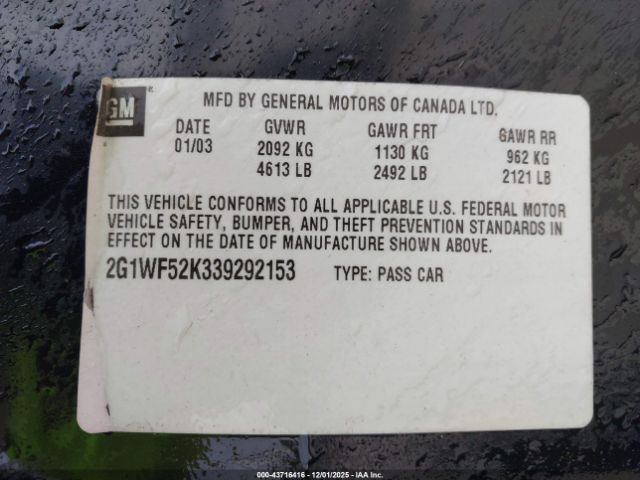 GM
MFD BY GENERAL MOTORS OF CANADA LTD.
DATE GVWR GAWR FRT GAWR RR
01/03 2092 KG 1130 KG 962 KG
4613 LB 2492 LB 2121 LB
THIS VEHICLE CONFORMS TO ALL APPLICABLE U.S. FEDERAL MOTOR
VEHICLE SAFETY, BUMPER, AND THEFT PREVENTION STANDARDS IN
EFFECT ON THE DATE OF MANUFACTURE SHOWN ABOVE.
2G1WF52K339292153 TYPE: PASS CAR
000-43716416 - 12/01/2025 - IAA Inc.